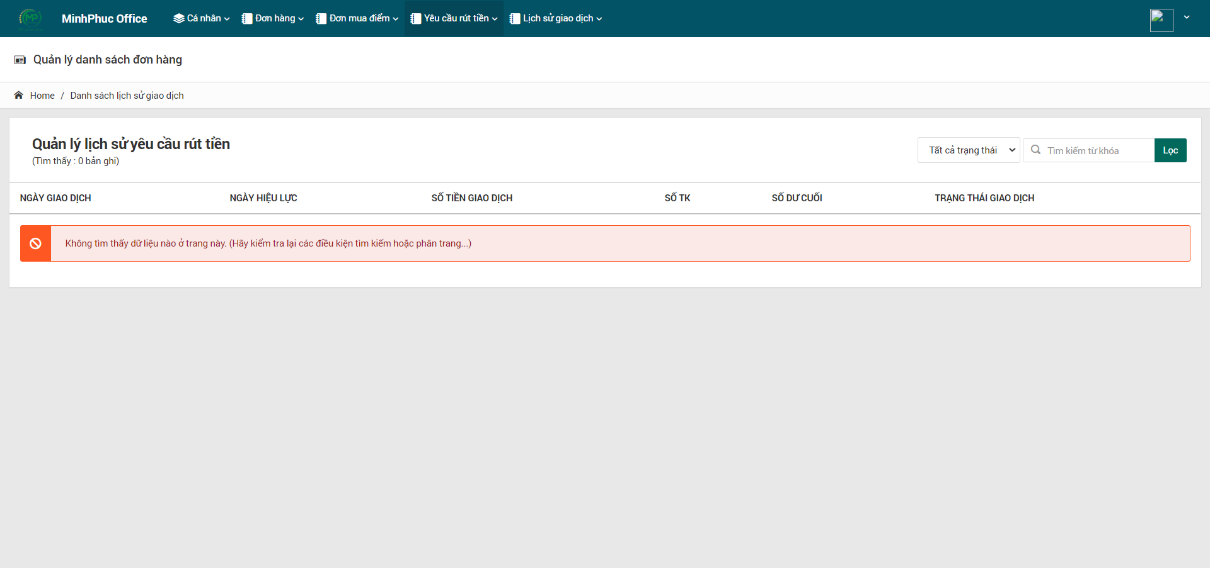 MP MinhPhuc Office Cá nhân Đơn hàng Đơn mua điểm Yêu cầu rút tiền Lịch sử giao dịch
Quản lý danh sách đơn hàng
Home / Danh sách lịch sử giao dịch
Quản lý lịch sử yêu cầu rút tiền
(Tìm thấy : 0 bản ghi)
Tất cả trạng thái Tìm kiếm từ khóa Lọc
NGÀY GIAO DỊCH NGÀY HIỆU LỰC SỐ TIỀN GIAO DỊCH SỐ TK SỐ DƯ CUỐI TRẠNG THÁI GIAO DỊCH
Không tìm thấy dữ liệu nào ở trang này. (Hãy kiểm tra lại các điều kiện tìm kiếm hoặc phân trang...)